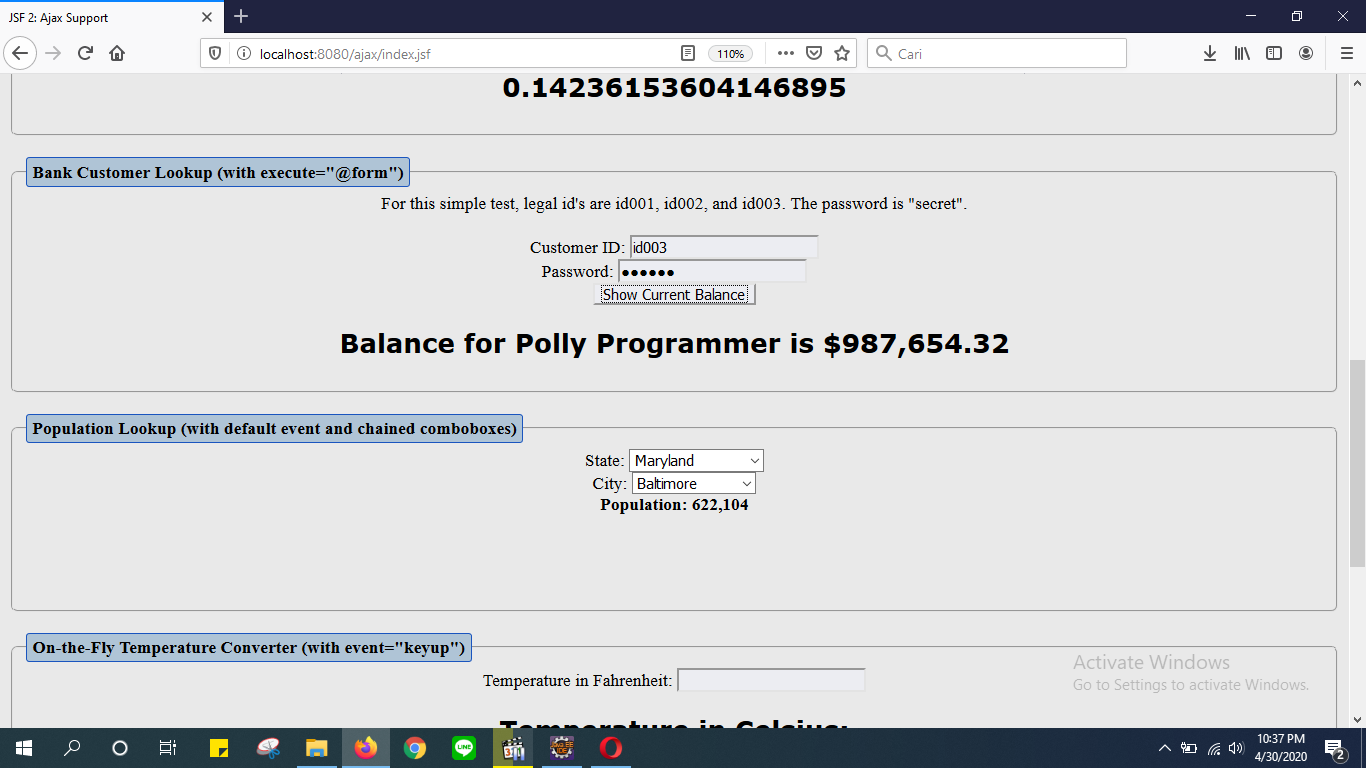 JSF 2: Ajax Support
localhost:8080/ajax/index.jsf
110%
Cari
0.14236153604146895
Bank Customer Lookup (with execute="@form")
For this simple test, legal id's are id001, id002, and id003. The password is "secret".
Customer ID: id003
Password: ●●●●●●
Show Current Balance
Balance for Polly Programmer is $987,654.32
Population Lookup (with default event and chained comboboxes)
State: Maryland
City: Baltimore
Population: 622,104
On-the-Fly Temperature Converter (with event="keyup")
Temperature in Fahrenheit:
Temperature in Celsius:
Activate Windows
Go to Settings to activate Windows.
LINE
10:37 PM
4/30/2020
2